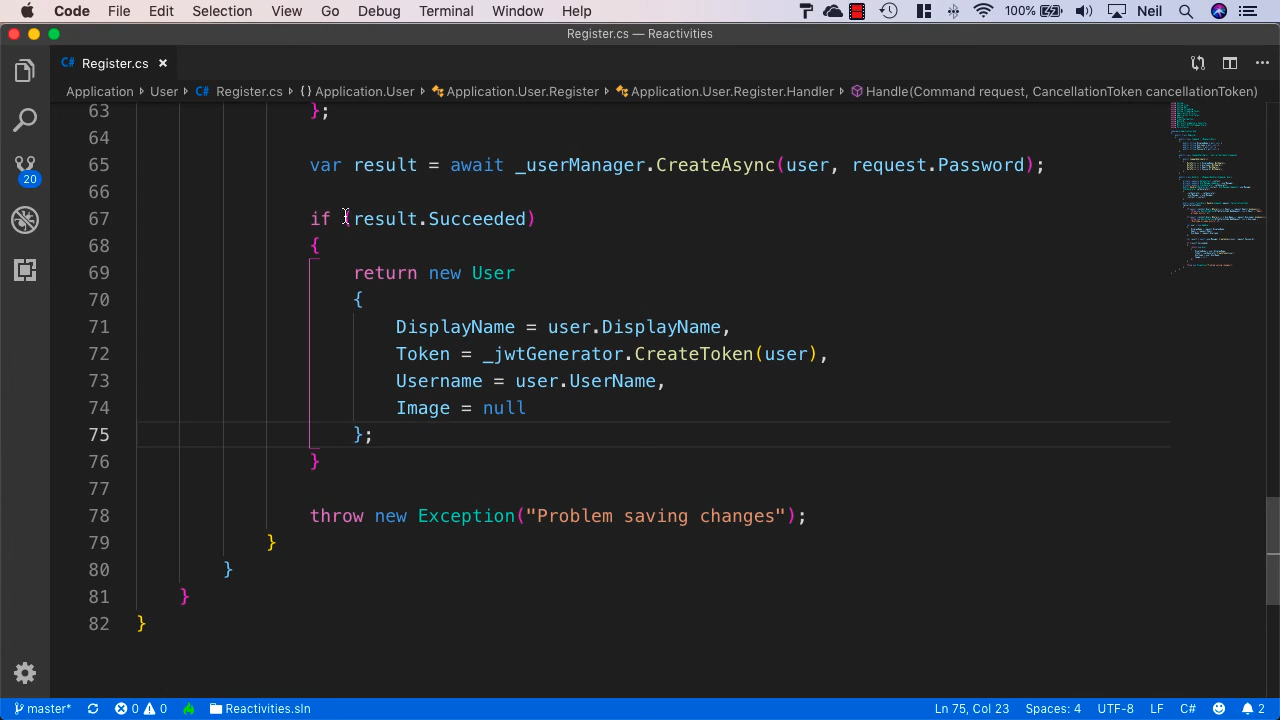 Code File Edit Selection View Go Debug Terminal Window Help 100% Neil
Register.cs — Reactivities
C# Register.cs ×
Application > User > C# Register.cs > {} Application.User > Application.User.Register > Application.User.Register.Handler > Handle(Command request, CancellationToken cancellationToken)
63 };
64
65 var result = await _userManager.CreateAsync(user, request.Password);
66
67 if (result.Succeeded)
68 {
69 return new User
70 {
71 DisplayName = user.DisplayName,
72 Token = _jwtGenerator.CreateToken(user),
73 Username = user.UserName,
74 Image = null
75 };
76 }
77
78 throw new Exception("Problem saving changes");
79 }
80 }
81 }
82 }
20
master* 0 0 Reactivities.sln Ln 75, Col 23 Spaces: 4 UTF-8 LF C# 2